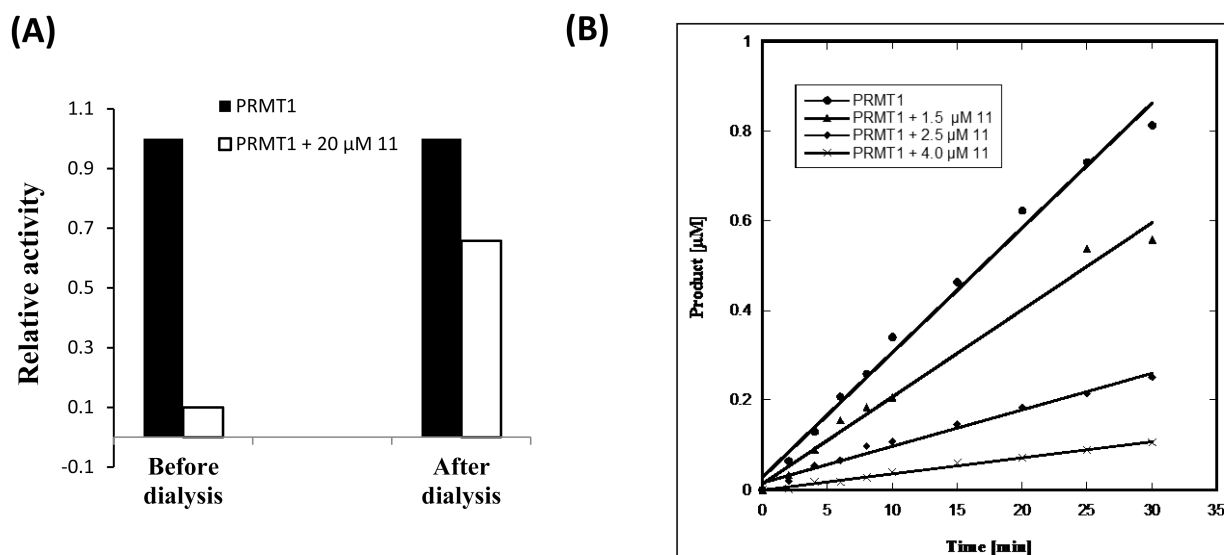 (A)
Relative activity
1.1
0.9
0.7
0.5
0.3
0.1
-0.1
PRMT1
PRMT1 + 20 µM 11
Before
dialysis
After
dialysis
(B)
Product [µM]
1
0.8
0.6
0.4
0.2
0
PRMT1
PRMT1 + 1.5 µM 11
PRMT1 + 2.5 µM 11
PRMT1 + 4.0 µM 11
0 5 10 15 20 25 30 35
Time [min]